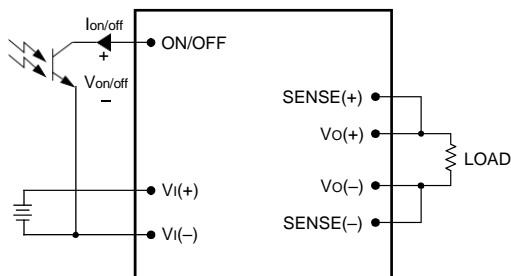 Ion/off
+
Von/off
–
ON/OFF
VI(+)
VI(–)
SENSE(+)
VO(+)
VO(–)
SENSE(–)
LOAD